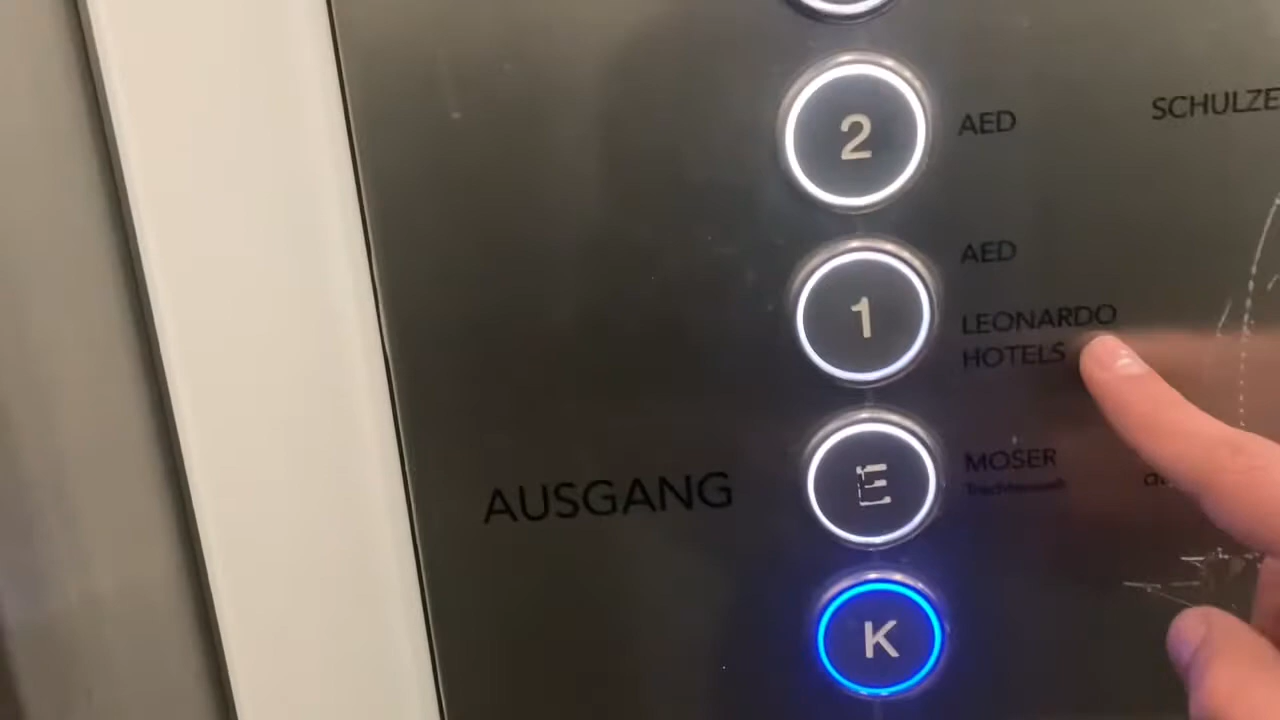 2 AED SCHULZE
AED
1 LEONARDO
HOTELS
AUSGANG E MOSER
K